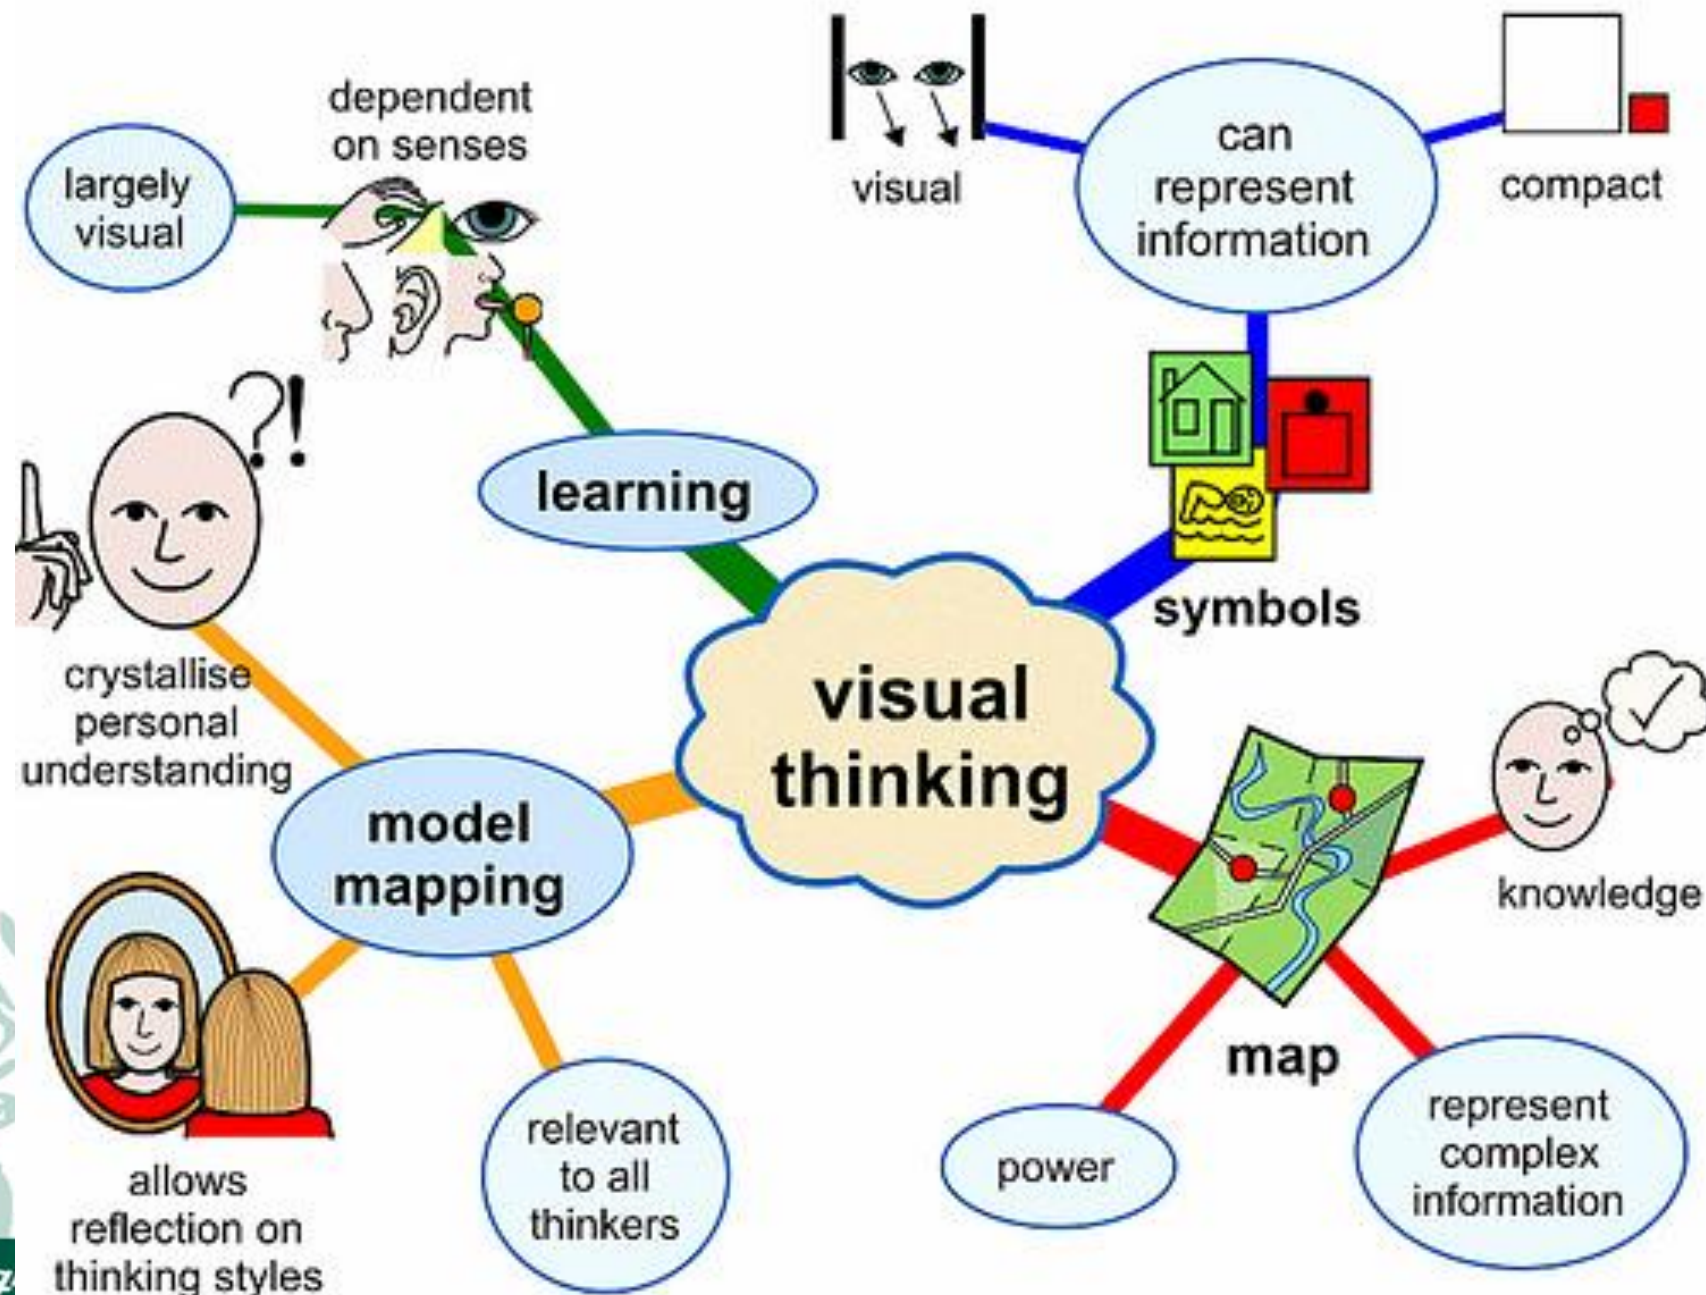 dependent
on senses
largely
visual
learning
visual
can
represent
information
compact
symbols
visual
thinking
crystallise
personal
understanding
model
mapping
allows
reflection on
thinking styles
relevant
to all
thinkers
knowledge
map
power
represent
complex
information